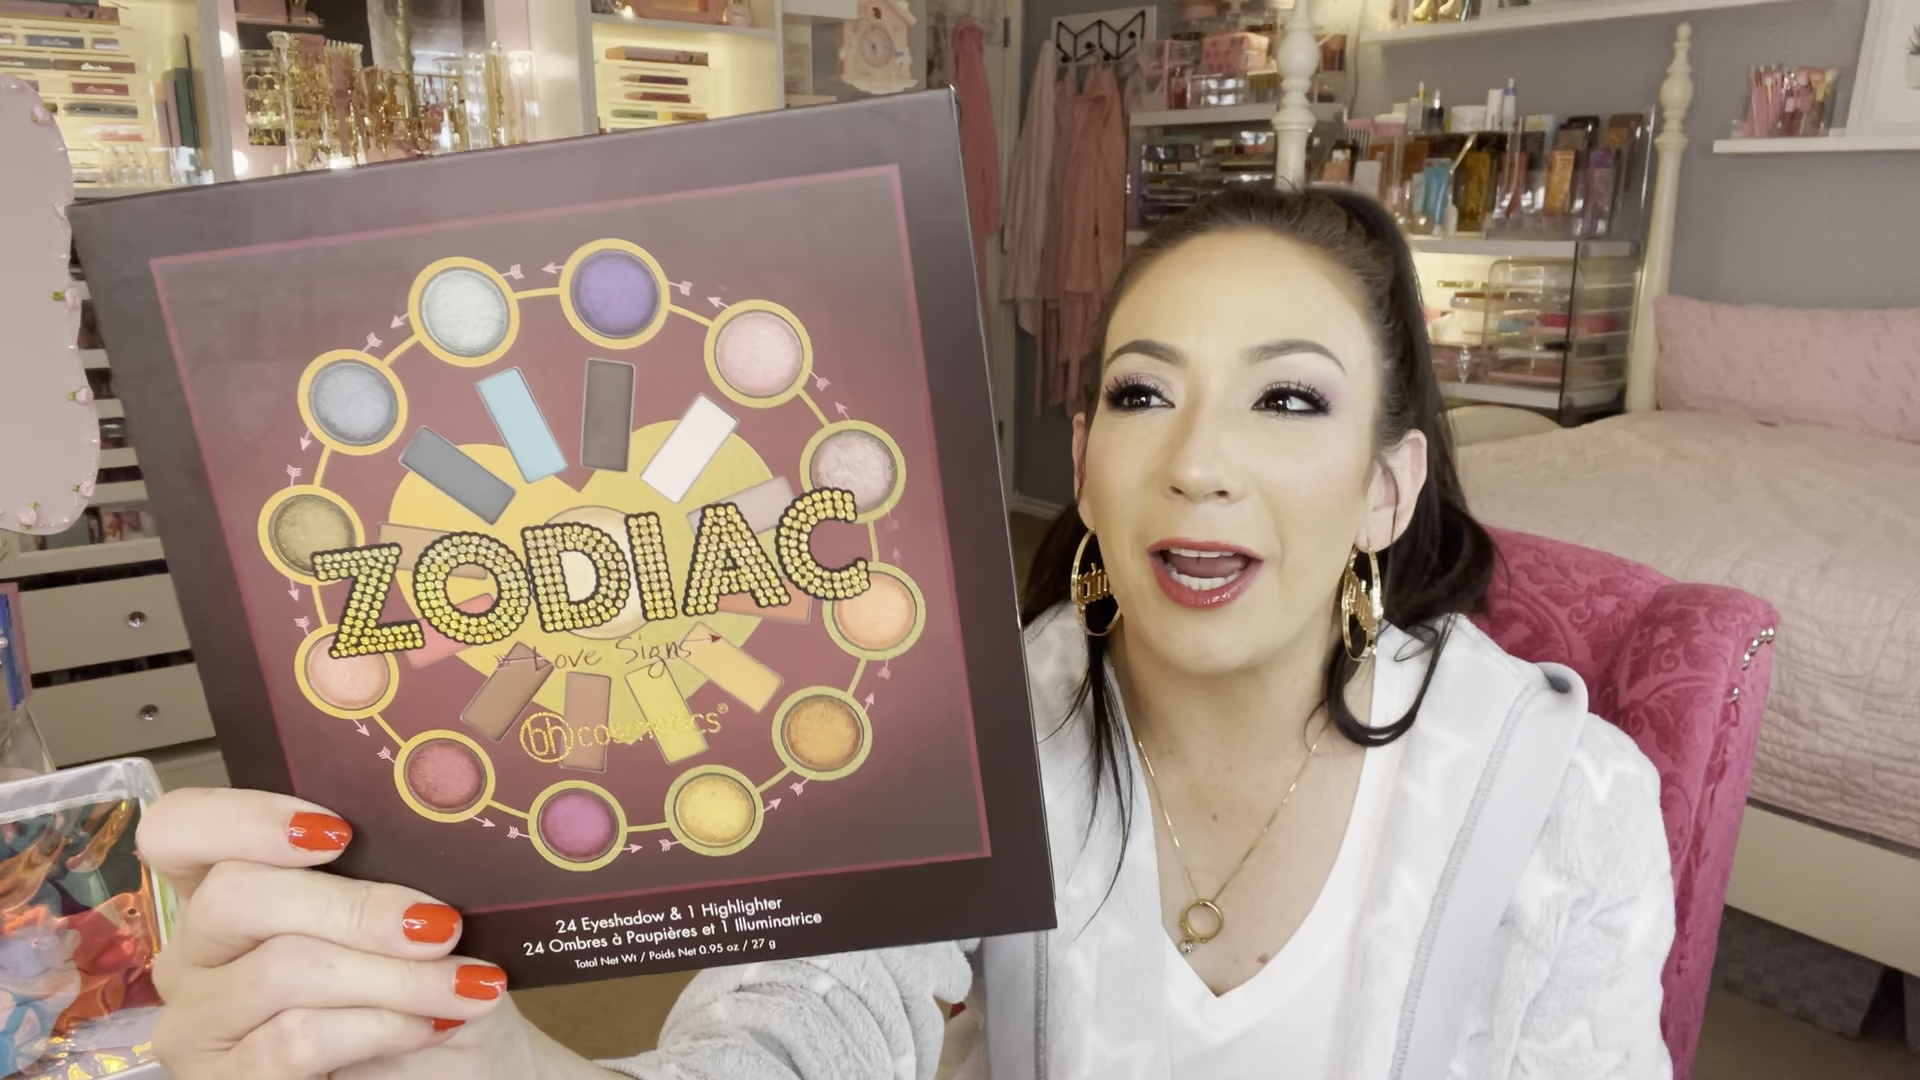 ZODIAC
Love Signs
bh cosmetics®
24 Eyeshadow & 1 Highlighter
24 Ombres à Paupières et 1 Illuminatrice
Total Net Wt / Poids Net 0.95 oz / 27 g